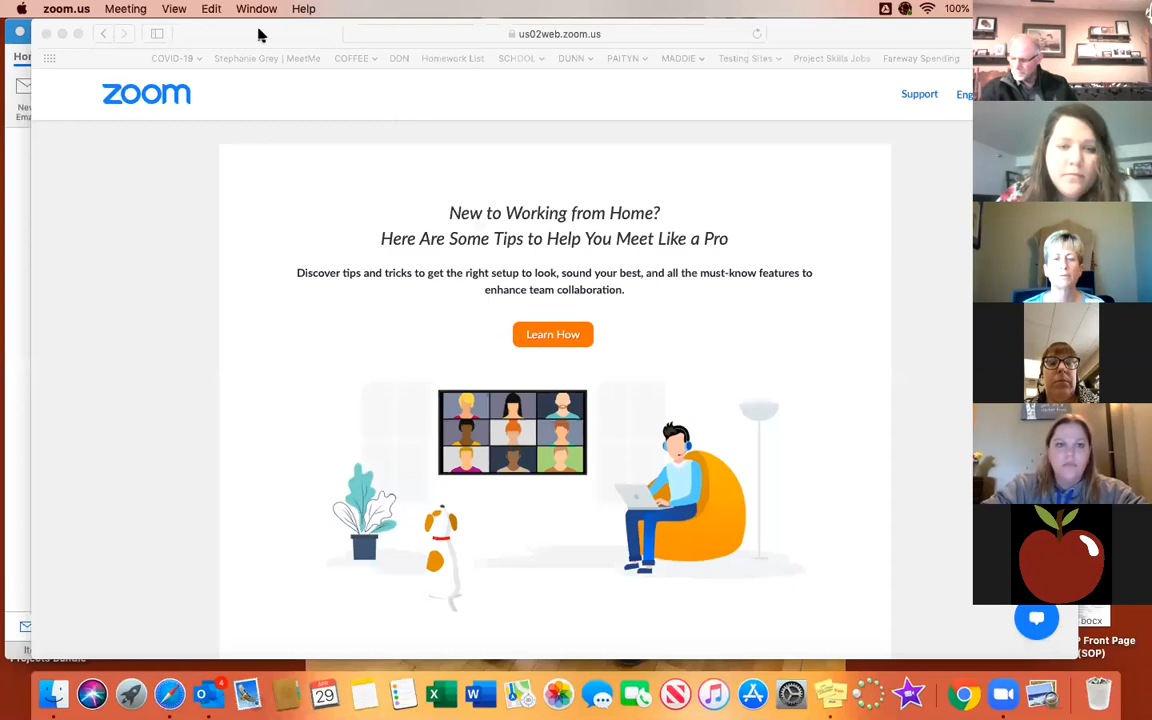 zoom.us Meeting View Edit Window Help 100%
us02web.zoom.us
COVID-19 Stephanie Grey | MeetMe COFFEE DDN Homework List SCHOOL DUNN PAITYN MADDIE Testing Sites Project Skills Jobs Fareway Spending
zoom
Support
New to Working from Home?
Here Are Some Tips to Help You Meet Like a Pro
Discover tips and tricks to get the right setup to look, sound your best, and all the must-know features to
enhance team collaboration.
Learn How
DOCX
Front Page
(SOP)
4
29